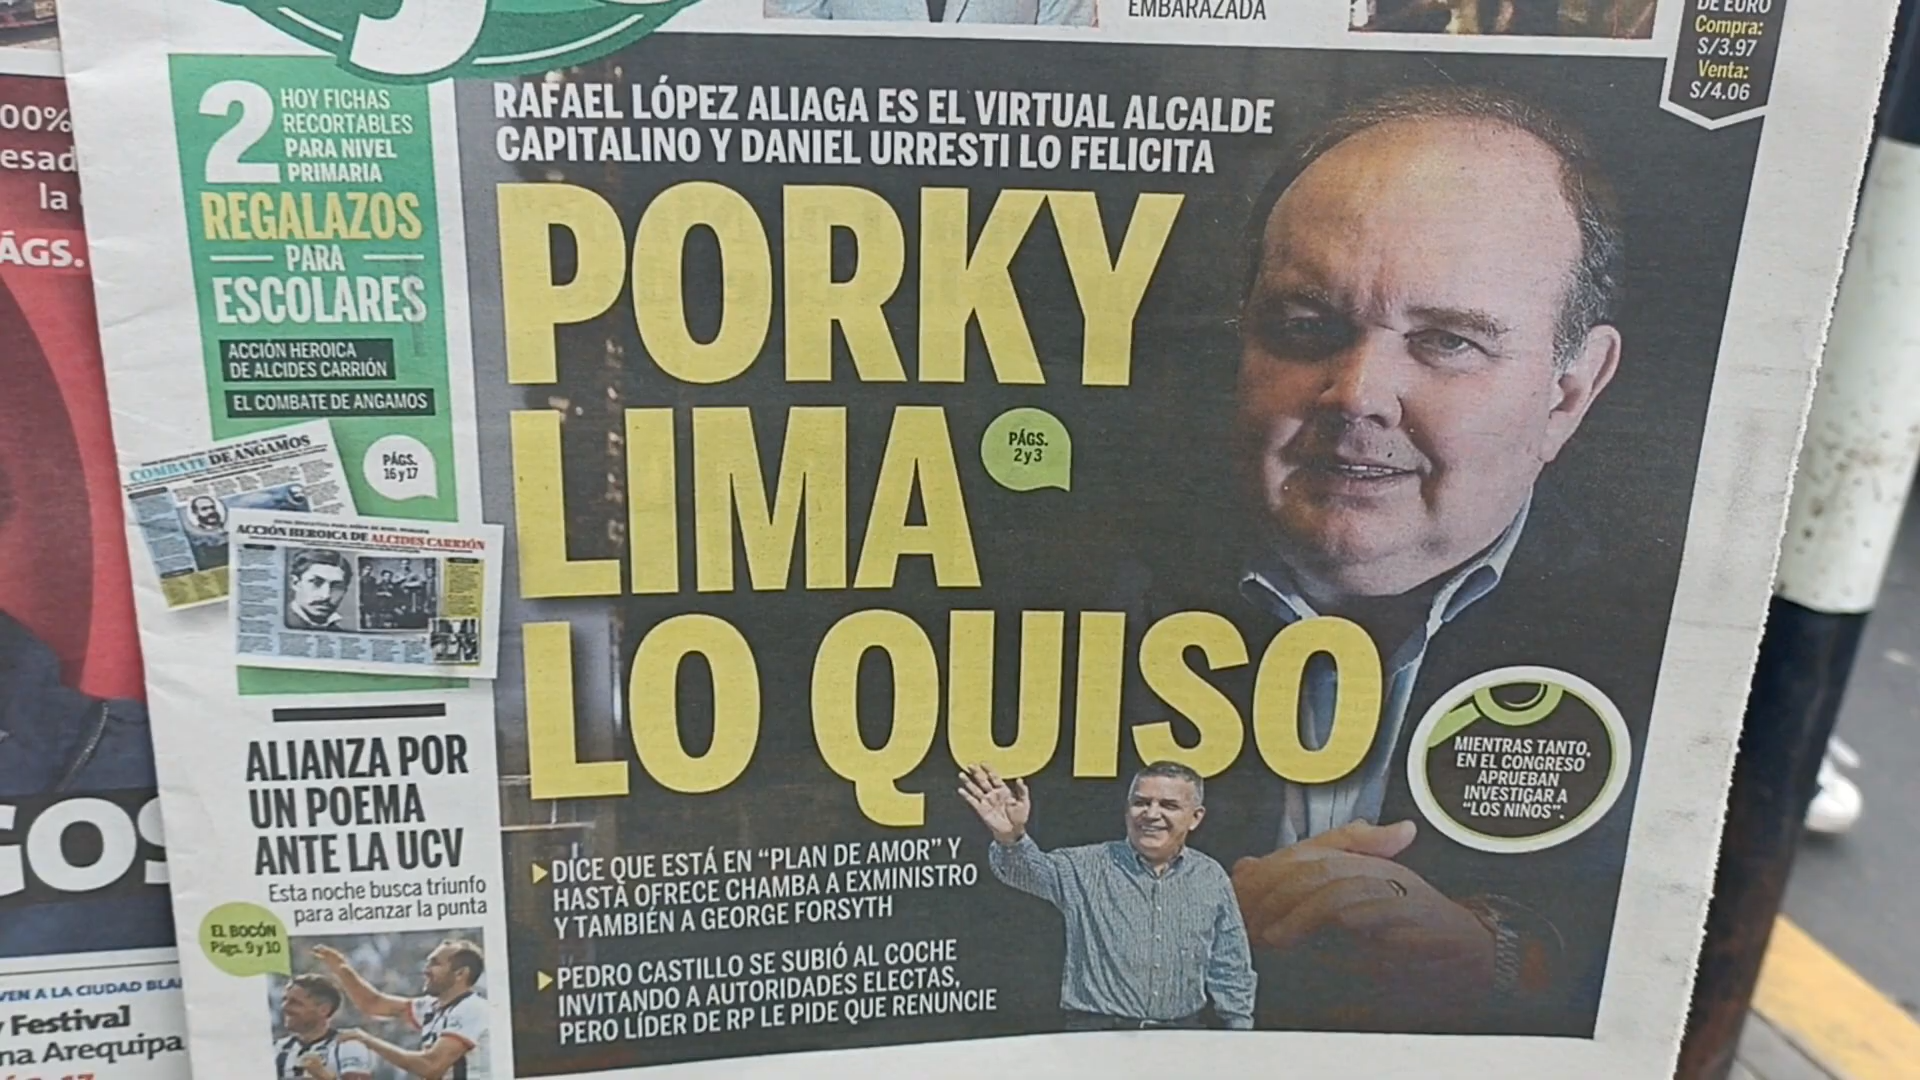 EMBARAZADA
DE EURO
Compra:
S/3.97
Venta:
S/4.06
00%
esad
la
ÁGS.
2
HOY FICHAS
RECORTABLES
PARA NIVEL
PRIMARIA
REGALAZOS
PARA
ESCOLARES
ACCIÓN HEROICA
DE ALCIDES CARRIÓN
EL COMBATE DE ANGAMOS
PÁGS.
16 y 17
COMBATE DE ANGAMOS
ACCIÓN HEROICA DE ALCIDES CARRIÓN
RAFAEL LÓPEZ ALIAGA ES EL VIRTUAL ALCALDE
CAPITALINO Y DANIEL URRESTI LO FELICITA
PORKY
LIMA
LO QUISO
PÁGS.
2 y 3
MIENTRAS TANTO,
EN EL CONGRESO
APRUEBAN
INVESTIGAR A
"LOS NIÑOS".
DICE QUE ESTÁ EN "PLAN DE AMOR" Y
HASTA OFRECE CHAMBA A EXMINISTRO
Y TAMBIÉN A GEORGE FORSYTH
PEDRO CASTILLO SE SUBIÓ AL COCHE
INVITANDO A AUTORIDADES ELECTAS,
PERO LÍDER DE RP LE PIDE QUE RENUNCIE
ALIANZA POR
UN POEMA
ANTE LA UCV
Esta noche busca triunfo
para alcanzar la punta
EL BOCÓN
Págs. 9 y 10
GOS
VEN A LA CIUDAD BLA
Festival
na Arequipa